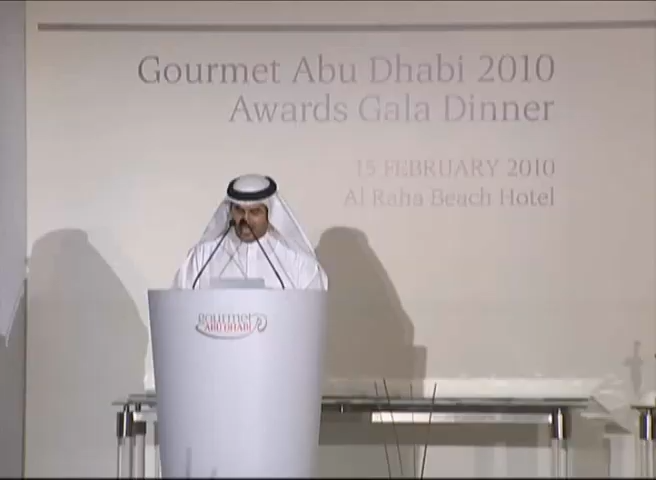 Gourmet Abu Dhabi 2010
Awards Gala Dinner
15 FEBRUARY 2010
Al Raha Beach Hotel
gourmet
ABU DHABI